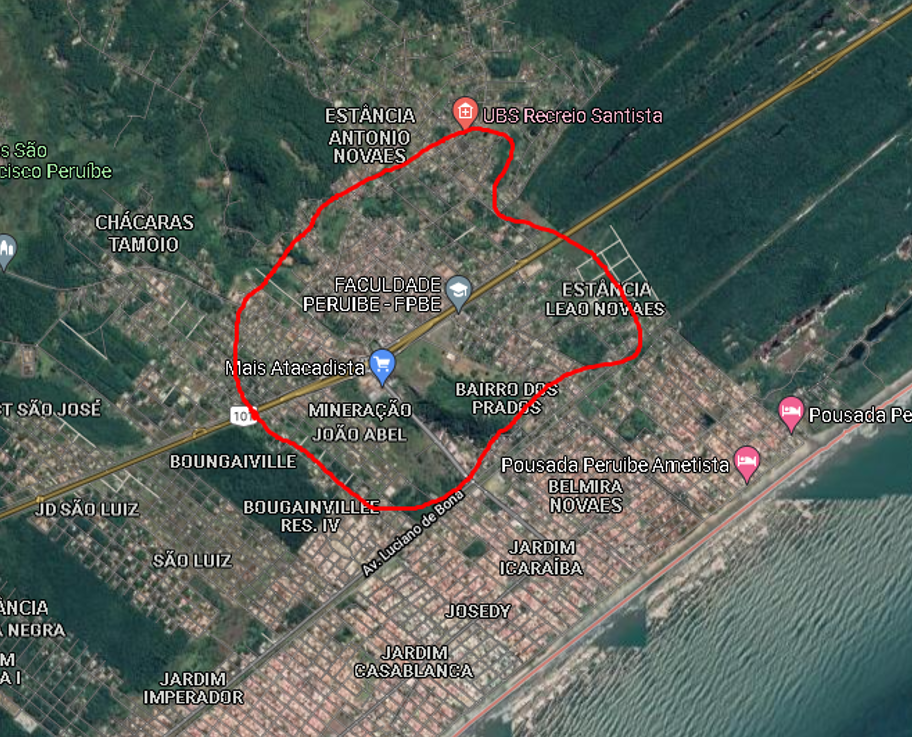 ESTÂNCIA
ANTONIO
NOVAES
UBS Recreio Santista
s São
cisco Peruíbe
CHÁCARAS
TAMOIO
FACULDADE
PERUIBE - FPBE
ESTÂNCIA
LEAO NOVAES
Mais Atacadista
BAIRRO DOS
PRADOS
T SÃO JOSÉ
101
MINERAÇÃO
JOÃO ABEL
Pousada Pe
BOUNGAIVILLE
Pousada Peruibe Ametista
BELMIRA
NOVAES
JD SÃO LUIZ
BOUGAINVILLEE
RES. IV
Av. Luciano de Bona
SÃO LUIZ
JARDIM
ICARAÍBA
ÂNCIA
A NEGRA
JOSEDY
M
A I
JARDIM
CASABLANCA
JARDIM
IMPERADOR